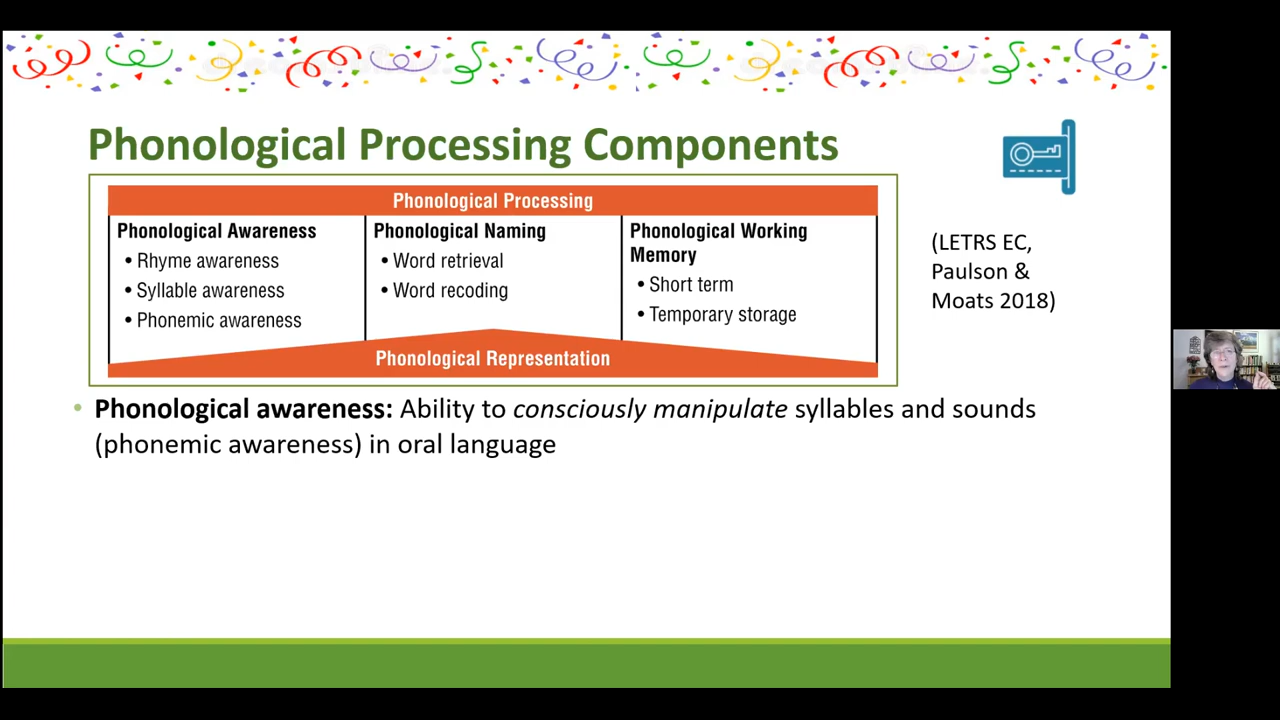 Phonological Processing Components
Phonological Processing
Phonological Awareness
• Rhyme awareness
• Syllable awareness
• Phonemic awareness
Phonological Naming
• Word retrieval
• Word recoding
Phonological Working
Memory
• Short term
• Temporary storage
Phonological Representation
(LETRS EC,
Paulson &
Moats 2018)
• Phonological awareness: Ability to consciously manipulate syllables and sounds
(phonemic awareness) in oral language